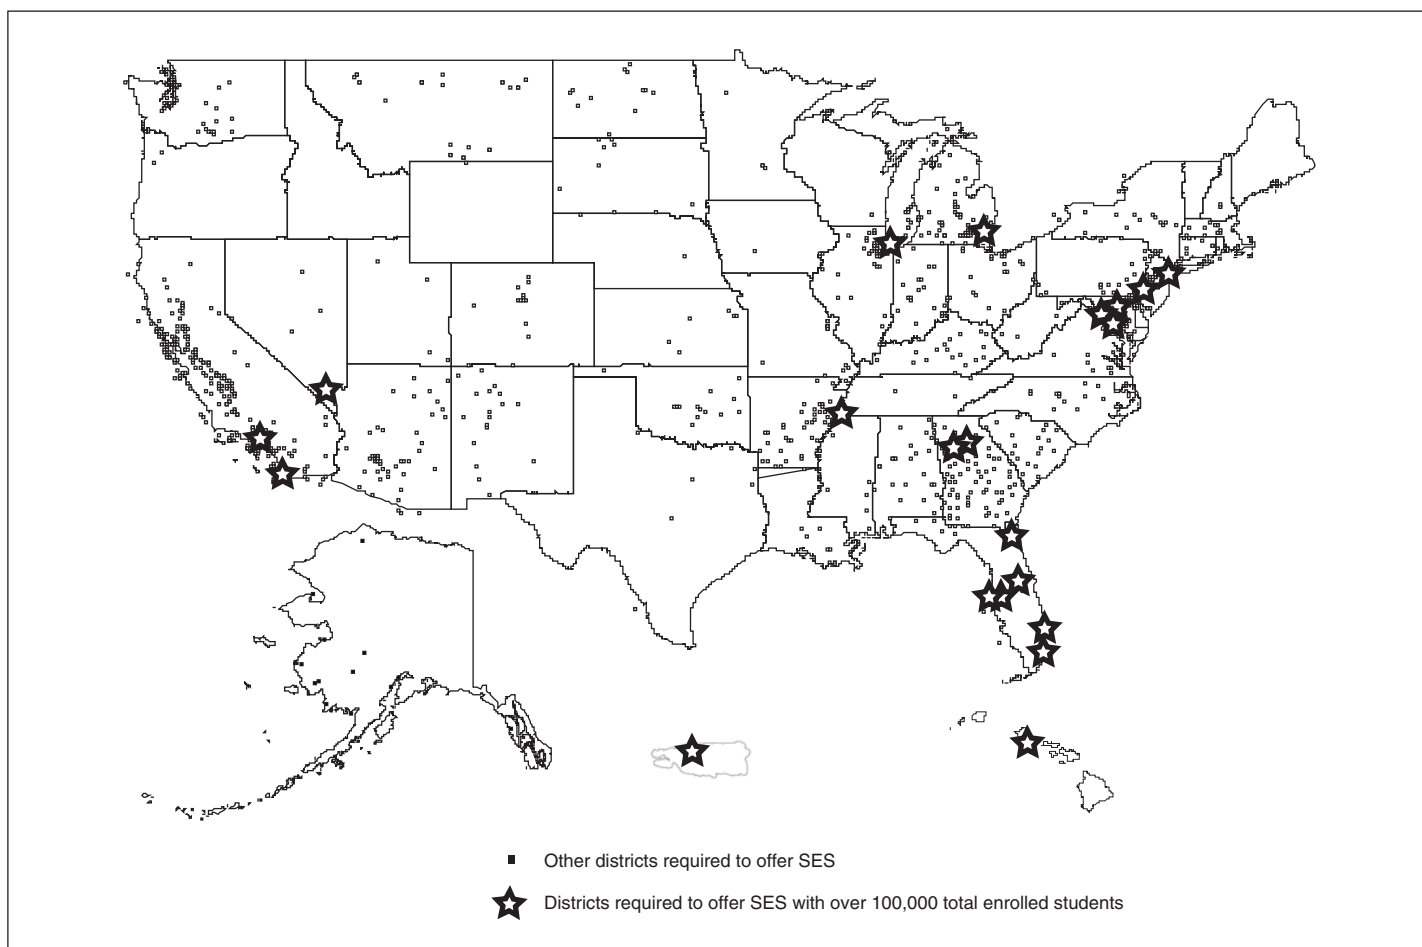 Other districts required to offer SES
Districts required to offer SES with over 100,000 total enrolled students